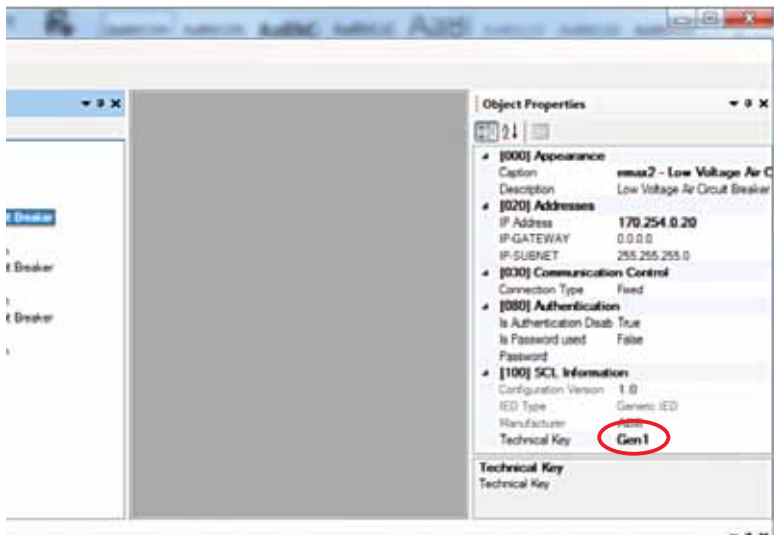 Object Properties
[000] Appearance
Caption emax2 - Low Voltage Air C
Description Low Voltage Air Circuit Breaker
[020] Addresses
IP Address 170.254.0.20
IP-GATEWAY 0.0.0.0
IP-SUBNET 255.255.255.0
[030] Communication Control
Connection Type Fixed
[080] Authentication
Is Authentication Disab True
Is Password used False
Password
[100] SCL Information
Configuration Version 1.0
IED Type Generic IED
Manufacturer ABB
Technical Key Gen1
Technical Key
Technical Key
t Breaker
t Breaker
t Breaker